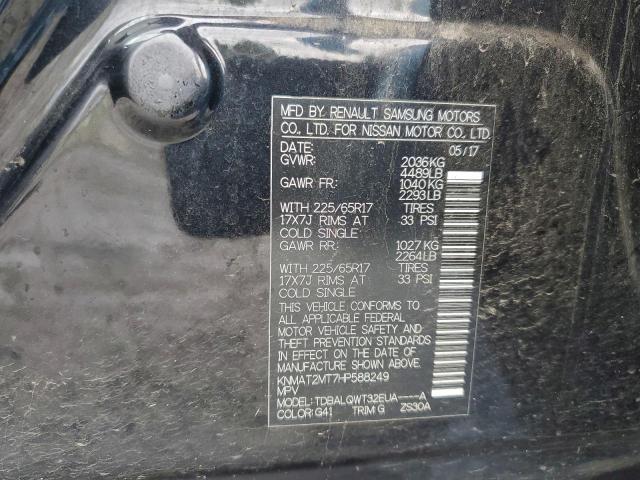 MFD BY: RENAULT SAMSUNG MOTORS
CO. LTD. FOR NISSAN MOTOR CO. LTD.
DATE: 05/17
GVWR: 2036KG
4489LB
GAWR FR: 1040KG
2293LB
WITH 225/65R17 TIRES
17X7J RIMS AT 33 PSI
COLD SINGLE
GAWR RR: 1027 KG
2264LB
WITH 225/65R17 TIRES
17X7J RIMS AT 33 PSI
COLD SINGLE
THIS VEHICLE CONFORMS TO
ALL APPLICABLE FEDERAL
MOTOR VEHICLE SAFETY AND
THEFT PREVENTION STANDARDS
IN EFFECT ON THE DATE OF
MANUFACTURE SHOWN ABOVE.
KNMAT2MT7HP588249
MPV
MODEL: TDBALQWT32EUA----A
COLOR: G41 TRIM: G ZS30A